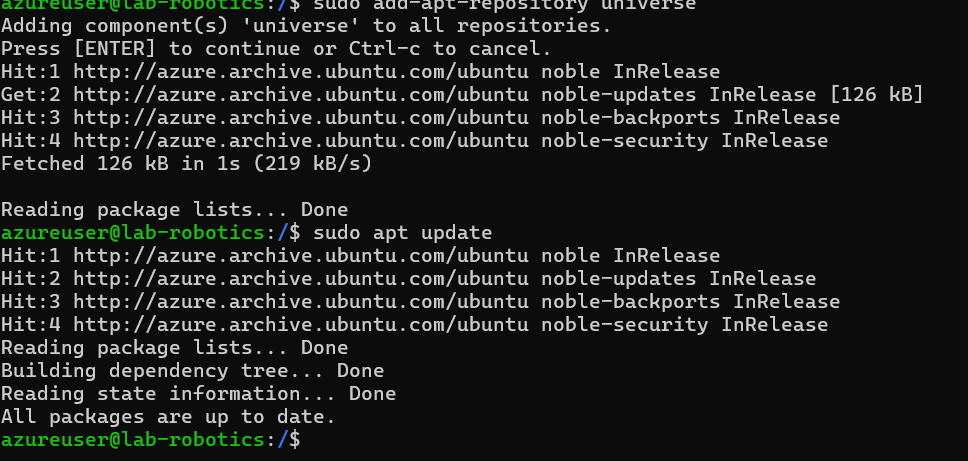 azureuser@lab-robotics:/$ sudo add-apt-repository universe
Adding component(s) 'universe' to all repositories.
Press [ENTER] to continue or Ctrl-c to cancel.
Hit:1 http://azure.archive.ubuntu.com/ubuntu noble InRelease
Get:2 http://azure.archive.ubuntu.com/ubuntu noble-updates InRelease [126 kB]
Hit:3 http://azure.archive.ubuntu.com/ubuntu noble-backports InRelease
Hit:4 http://azure.archive.ubuntu.com/ubuntu noble-security InRelease
Fetched 126 kB in 1s (219 kB/s)
Reading package lists... Done
azureuser@lab-robotics:/$ sudo apt update
Hit:1 http://azure.archive.ubuntu.com/ubuntu noble InRelease
Hit:2 http://azure.archive.ubuntu.com/ubuntu noble-updates InRelease
Hit:3 http://azure.archive.ubuntu.com/ubuntu noble-backports InRelease
Hit:4 http://azure.archive.ubuntu.com/ubuntu noble-security InRelease
Reading package lists... Done
Building dependency tree... Done
Reading state information... Done
All packages are up to date.
azureuser@lab-robotics:/$